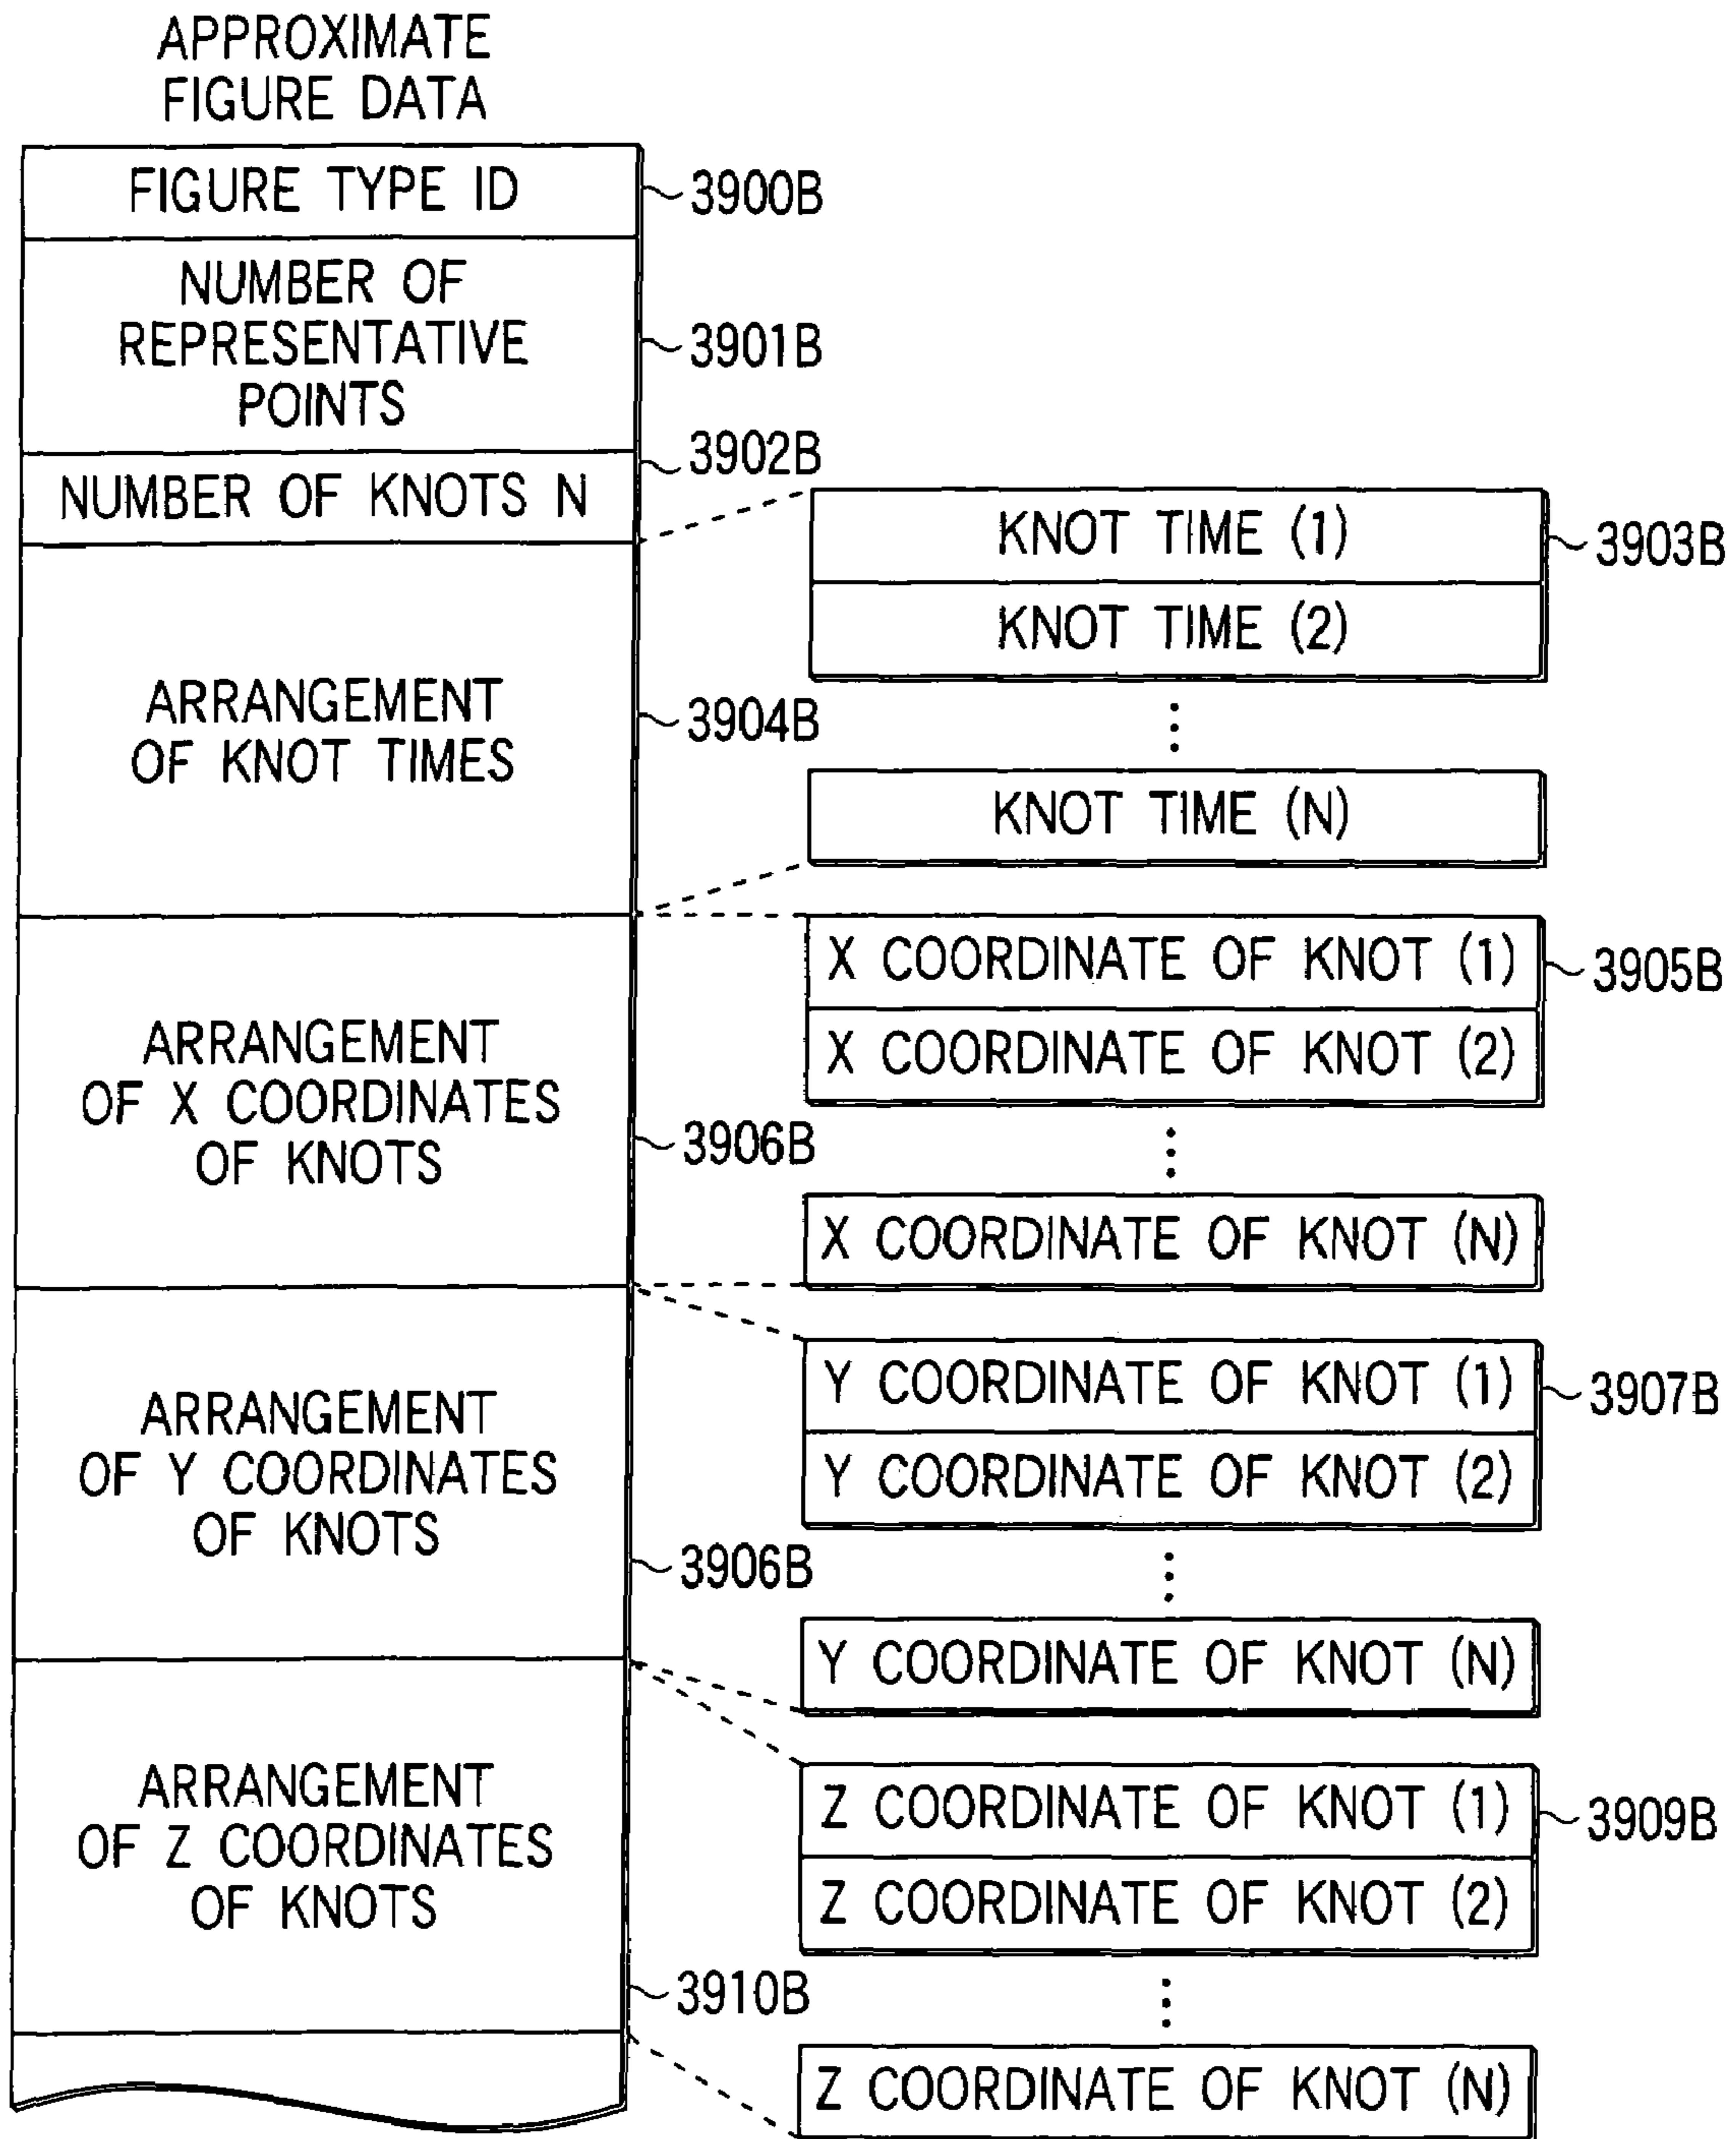 APPROXIMATE
FIGURE DATA
FIGURE TYPE ID
3900B
NUMBER OF
REPRESENTATIVE
POINTS
3901B
NUMBER OF KNOTS N
3902B
ARRANGEMENT
OF KNOT TIMES
3904B
KNOT TIME (1)
3903B
KNOT TIME (2)
KNOT TIME (N)
ARRANGEMENT
OF X COORDINATES
OF KNOTS
3906B
X COORDINATE OF KNOT (1)
3905B
X COORDINATE OF KNOT (2)
X COORDINATE OF KNOT (N)
ARRANGEMENT
OF Y COORDINATES
OF KNOTS
3906B
Y COORDINATE OF KNOT (1)
3907B
Y COORDINATE OF KNOT (2)
Y COORDINATE OF KNOT (N)
ARRANGEMENT
OF Z COORDINATES
OF KNOTS
3910B
Z COORDINATE OF KNOT (1)
3909B
Z COORDINATE OF KNOT (2)
Z COORDINATE OF KNOT (N)